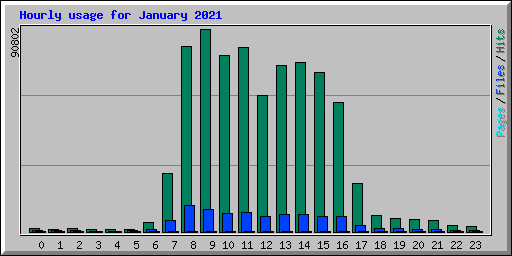 Hourly usage for January 2021
90802
Pages/Files/Hits
0 1 2 3 4 5 6 7 8 9 10 11 12 13 14 15 16 17 18 19 20 21 22 23